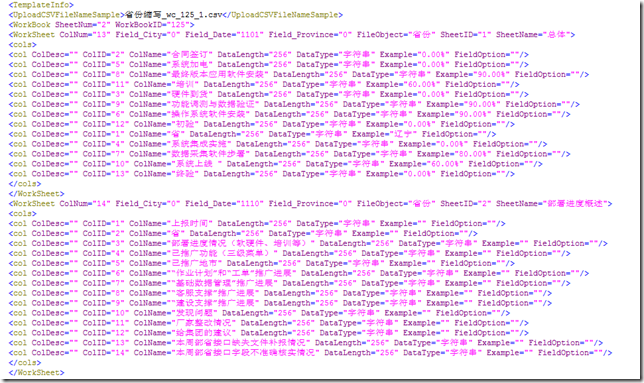 <TemplateInfo>
<UploadCSVFileNameSample>省份缩写_wc_125_1.csv</UploadCSVFileNameSample>
<WorkBook SheetNum="2" WorkBookID="125">
<WorkSheet ColNum="13" Field_City="0" Field_Date="1101" Field_Province="0" FileObject="省份" SheetID="1" SheetName="总体">
<cols>
<col ColDesc="" ColID="2" ColName="合同签订" DataLength="256" DataType="字符串" Example="0.00%" FieldOption=""/>
<col ColDesc="" ColID="5" ColName="系统加电" DataLength="256" DataType="字符串" Example="0.00%" FieldOption=""/>
<col ColDesc="" ColID="8" ColName="最终版本应用软件安装" DataLength="256" DataType="字符串" Example="90.00%" FieldOption=""/>
<col ColDesc="" ColID="11" ColName="培训" DataLength="256" DataType="字符串" Example="60.00%" FieldOption=""/>
<col ColDesc="" ColID="3" ColName="硬件到货" DataLength="256" DataType="字符串" Example="0.00%" FieldOption=""/>
<col ColDesc="" ColID="9" ColName="功能调测与数据验证" DataLength="256" DataType="字符串" Example="90.00%" FieldOption=""/>
<col ColDesc="" ColID="6" ColName="操作系统软件安装" DataLength="256" DataType="字符串" Example="90.00%" FieldOption=""/>
<col ColDesc="" ColID="12" ColName="初验" DataLength="256" DataType="字符串" Example="0.00%" FieldOption=""/>
<col ColDesc="" ColID="1" ColName="省" DataLength="256" DataType="字符串" Example="辽宁" FieldOption=""/>
<col ColDesc="" ColID="4" ColName="系统集成实施" DataLength="256" DataType="字符串" Example="0.00%" FieldOption=""/>
<col ColDesc="" ColID="7" ColName="数据采集软件步署" DataLength="256" DataType="字符串" Example="80.00%" FieldOption=""/>
<col ColDesc="" ColID="10" ColName="系统上线 " DataLength="256" DataType="字符串" Example="60.00%" FieldOption=""/>
<col ColDesc="" ColID="13" ColName="终验" DataLength="256" DataType="字符串" Example="0.00%" FieldOption=""/>
</cols>
</WorkSheet>
<WorkSheet ColNum="14" Field_City="0" Field_Date="1110" Field_Province="0" FileObject="省份" SheetID="2" SheetName="部署进度概述">
<cols>
<col ColDesc="" ColID="1" ColName="上报时间" DataLength="256" DataType="字符串" Example="" FieldOption=""/>
<col ColDesc="" ColID="2" ColName="省" DataLength="256" DataType="字符串" Example="" FieldOption=""/>
<col ColDesc="" ColID="3" ColName="部署进度情况（软硬件、培训等）" DataLength="256" DataType="字符串" Example="" FieldOption=""/>
<col ColDesc="" ColID="4" ColName="已推广功能（三级菜单）" DataLength="256" DataType="字符串" Example="" FieldOption=""/>
<col ColDesc="" ColID="5" ColName="已推广地市" DataLength="256" DataType="字符串" Example="" FieldOption=""/>
<col ColDesc="" ColID="6" ColName="“作业计划”和“工单”推广进展" DataLength="256" DataType="字符串" Example="" FieldOption=""/>
<col ColDesc="" ColID="7" ColName="“基础数据管理”推广进展" DataLength="256" DataType="字符串" Example="" FieldOption=""/>
<col ColDesc="" ColID="8" ColName="客服支撑“推广进展" DataLength="256" DataType="字符串" Example="" FieldOption=""/>
<col ColDesc="" ColID="9" ColName="建设支撑“推广进展" DataLength="256" DataType="字符串" Example="" FieldOption=""/>
<col ColDesc="" ColID="10" ColName="发现问题" DataLength="256" DataType="字符串" Example="" FieldOption=""/>
<col ColDesc="" ColID="11" ColName="厂家整改情况" DataLength="256" DataType="字符串" Example="" FieldOption=""/>
<col ColDesc="" ColID="12" ColName="给集团的建议" DataLength="256" DataType="字符串" Example="" FieldOption=""/>
<col ColDesc="" ColID="13" ColName="本周部省接口缺失文件补报情况" DataLength="256" DataType="字符串" Example="" FieldOption=""/>
<col ColDesc="" ColID="14" ColName="本周部省接口字段不准确核实情况" DataLength="256" DataType="字符串" Example="" FieldOption=""/>
</cols>
</WorkSheet>